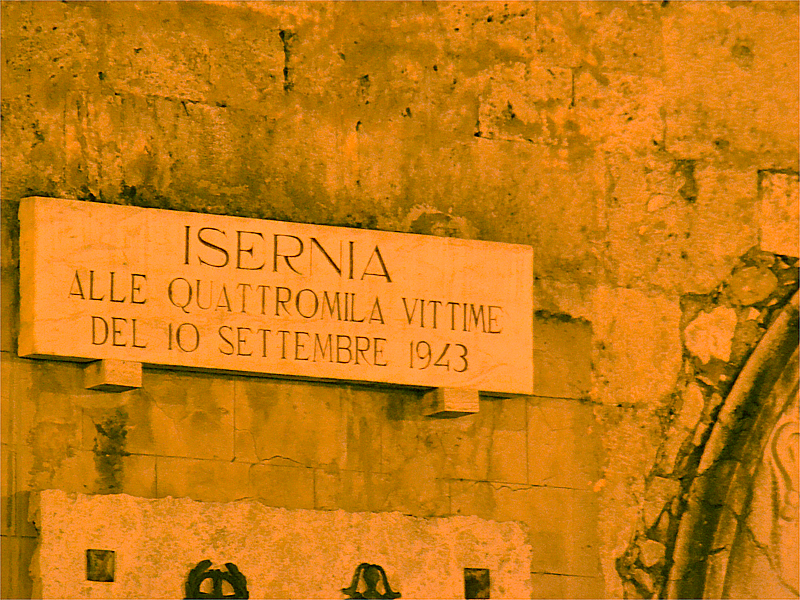 ISERNIA
ALLE QUATTROMILA VITTIME
DEL 10 SETTEMBRE 1943